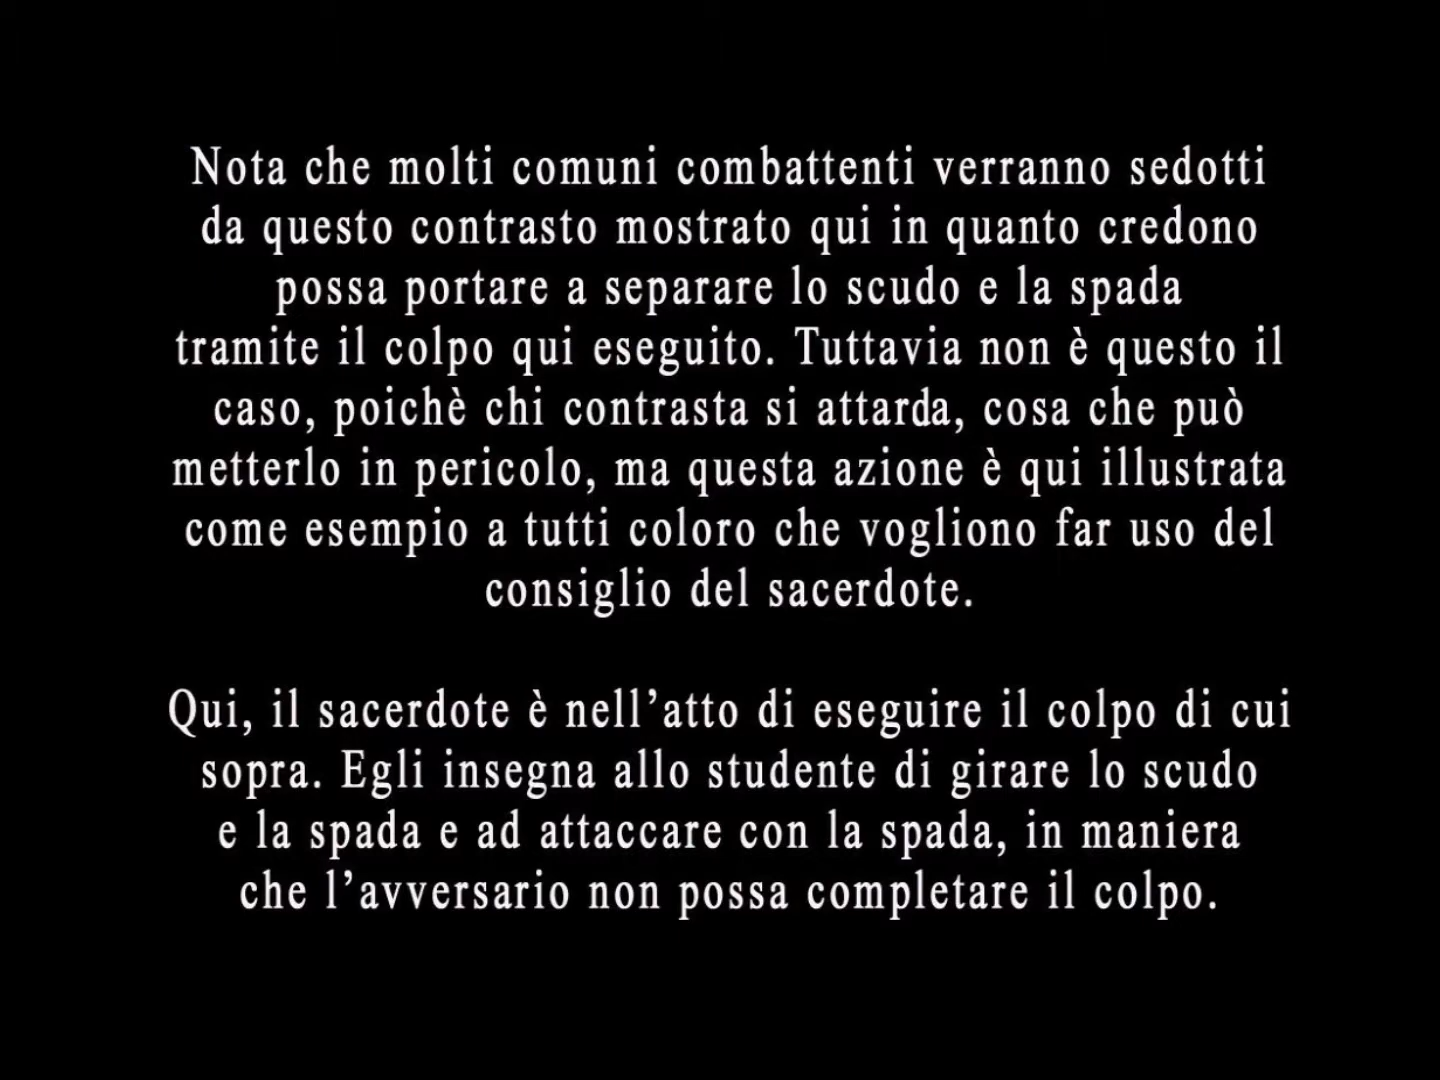 Nota che molti comuni combattenti verranno sedotti
da questo contrasto mostrato qui in quanto credono
possa portare a separare lo scudo e la spada
tramite il colpo qui eseguito. Tuttavia non è questo il
caso, poichè chi contrasta si attarda, cosa che può
metterlo in pericolo, ma questa azione è qui illustrata
come esempio a tutti coloro che vogliono far uso del
consiglio del sacerdote.
Qui, il sacerdote è nell’atto di eseguire il colpo di cui
sopra. Egli insegna allo studente di girare lo scudo
e la spada e ad attaccare con la spada, in maniera
che l’avversario non possa completare il colpo.